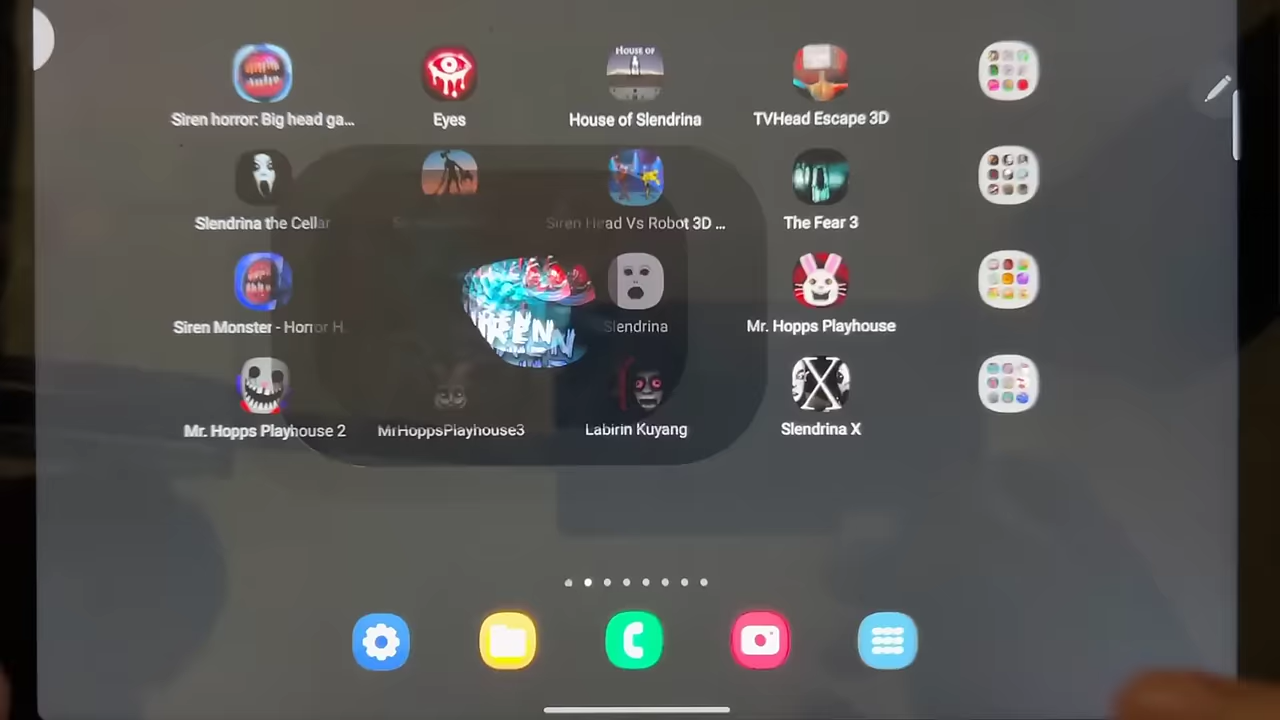 HOUSE OF
Siren horror: Big head ga...
Eyes
House of Slendrina
TVHead Escape 3D
Slendrina the Cellar
Siren Head Vs Robot 3D ...
The Fear 3
Siren Monster - Horror H
Slendrina
Mr. Hopps Playhouse
Mr. Hopps Playhouse 2
MrHoppsPlayhouse3
Labirin Kuyang
Slendrina X